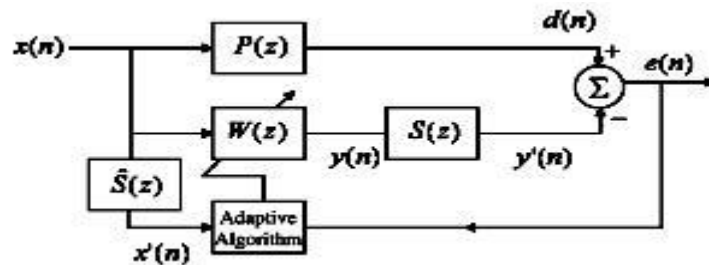 d(n)
x(n)
P(z)
+
e(n)
Σ
W(z)
S(z)
−
y(n)
y'(n)
Ŝ(z)
Adaptive
Algorithm
x'(n)